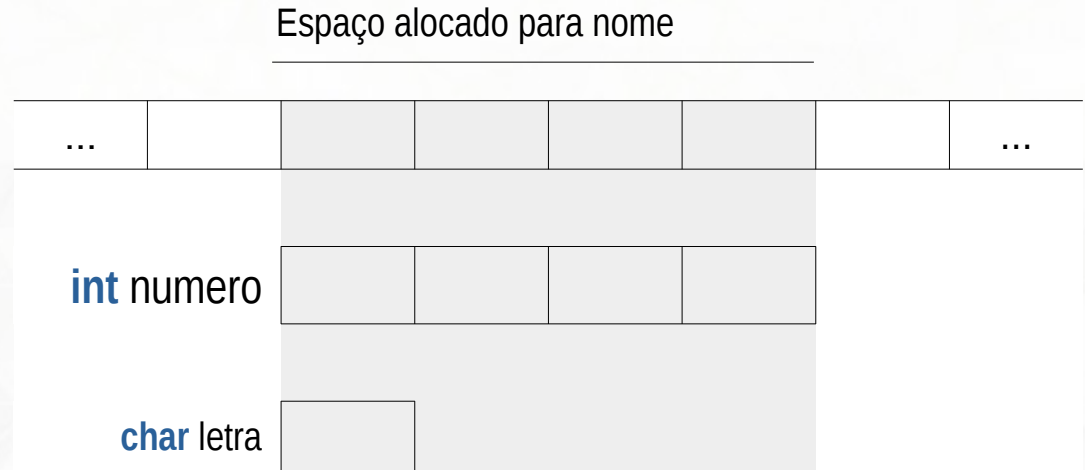 Espaço alocado para nome
... ...
int numero
char letra